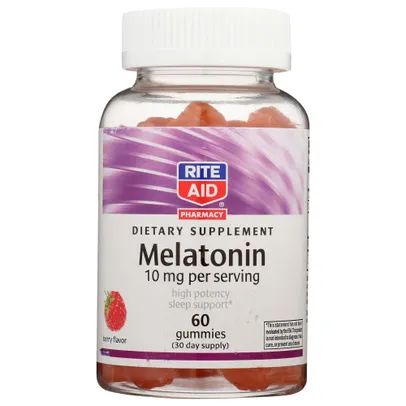 RITE
AID
PHARMACY
DIETARY SUPPLEMENT
Melatonin
10 mg per serving
high potency
sleep support*
60
gummies
(30 day supply)
berry flavor